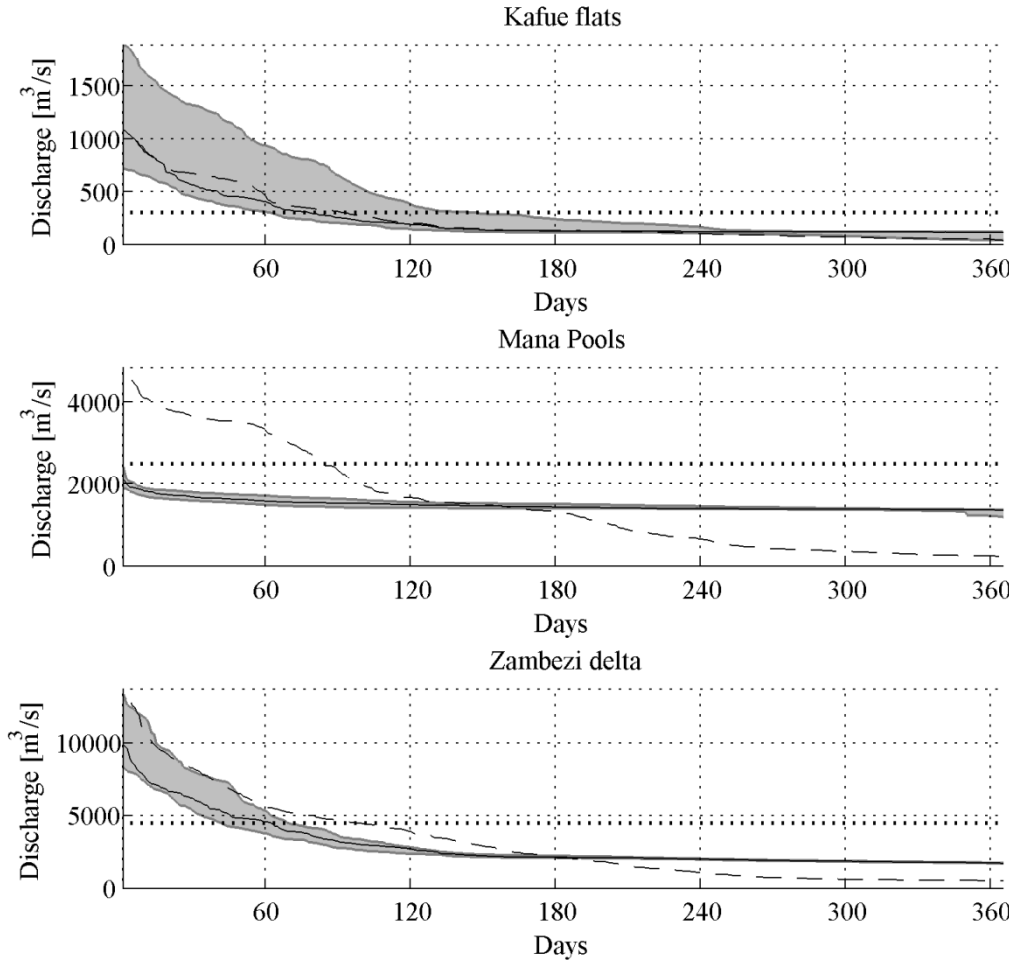 Kafue flats
Discharge [m³/s]
1500
1000
500
0
60 120 180 240 300 360
Days
Mana Pools
Discharge [m³/s]
4000
2000
0
60 120 180 240 300 360
Days
Zambezi delta
Discharge [m³/s]
10000
5000
0
60 120 180 240 300 360
Days